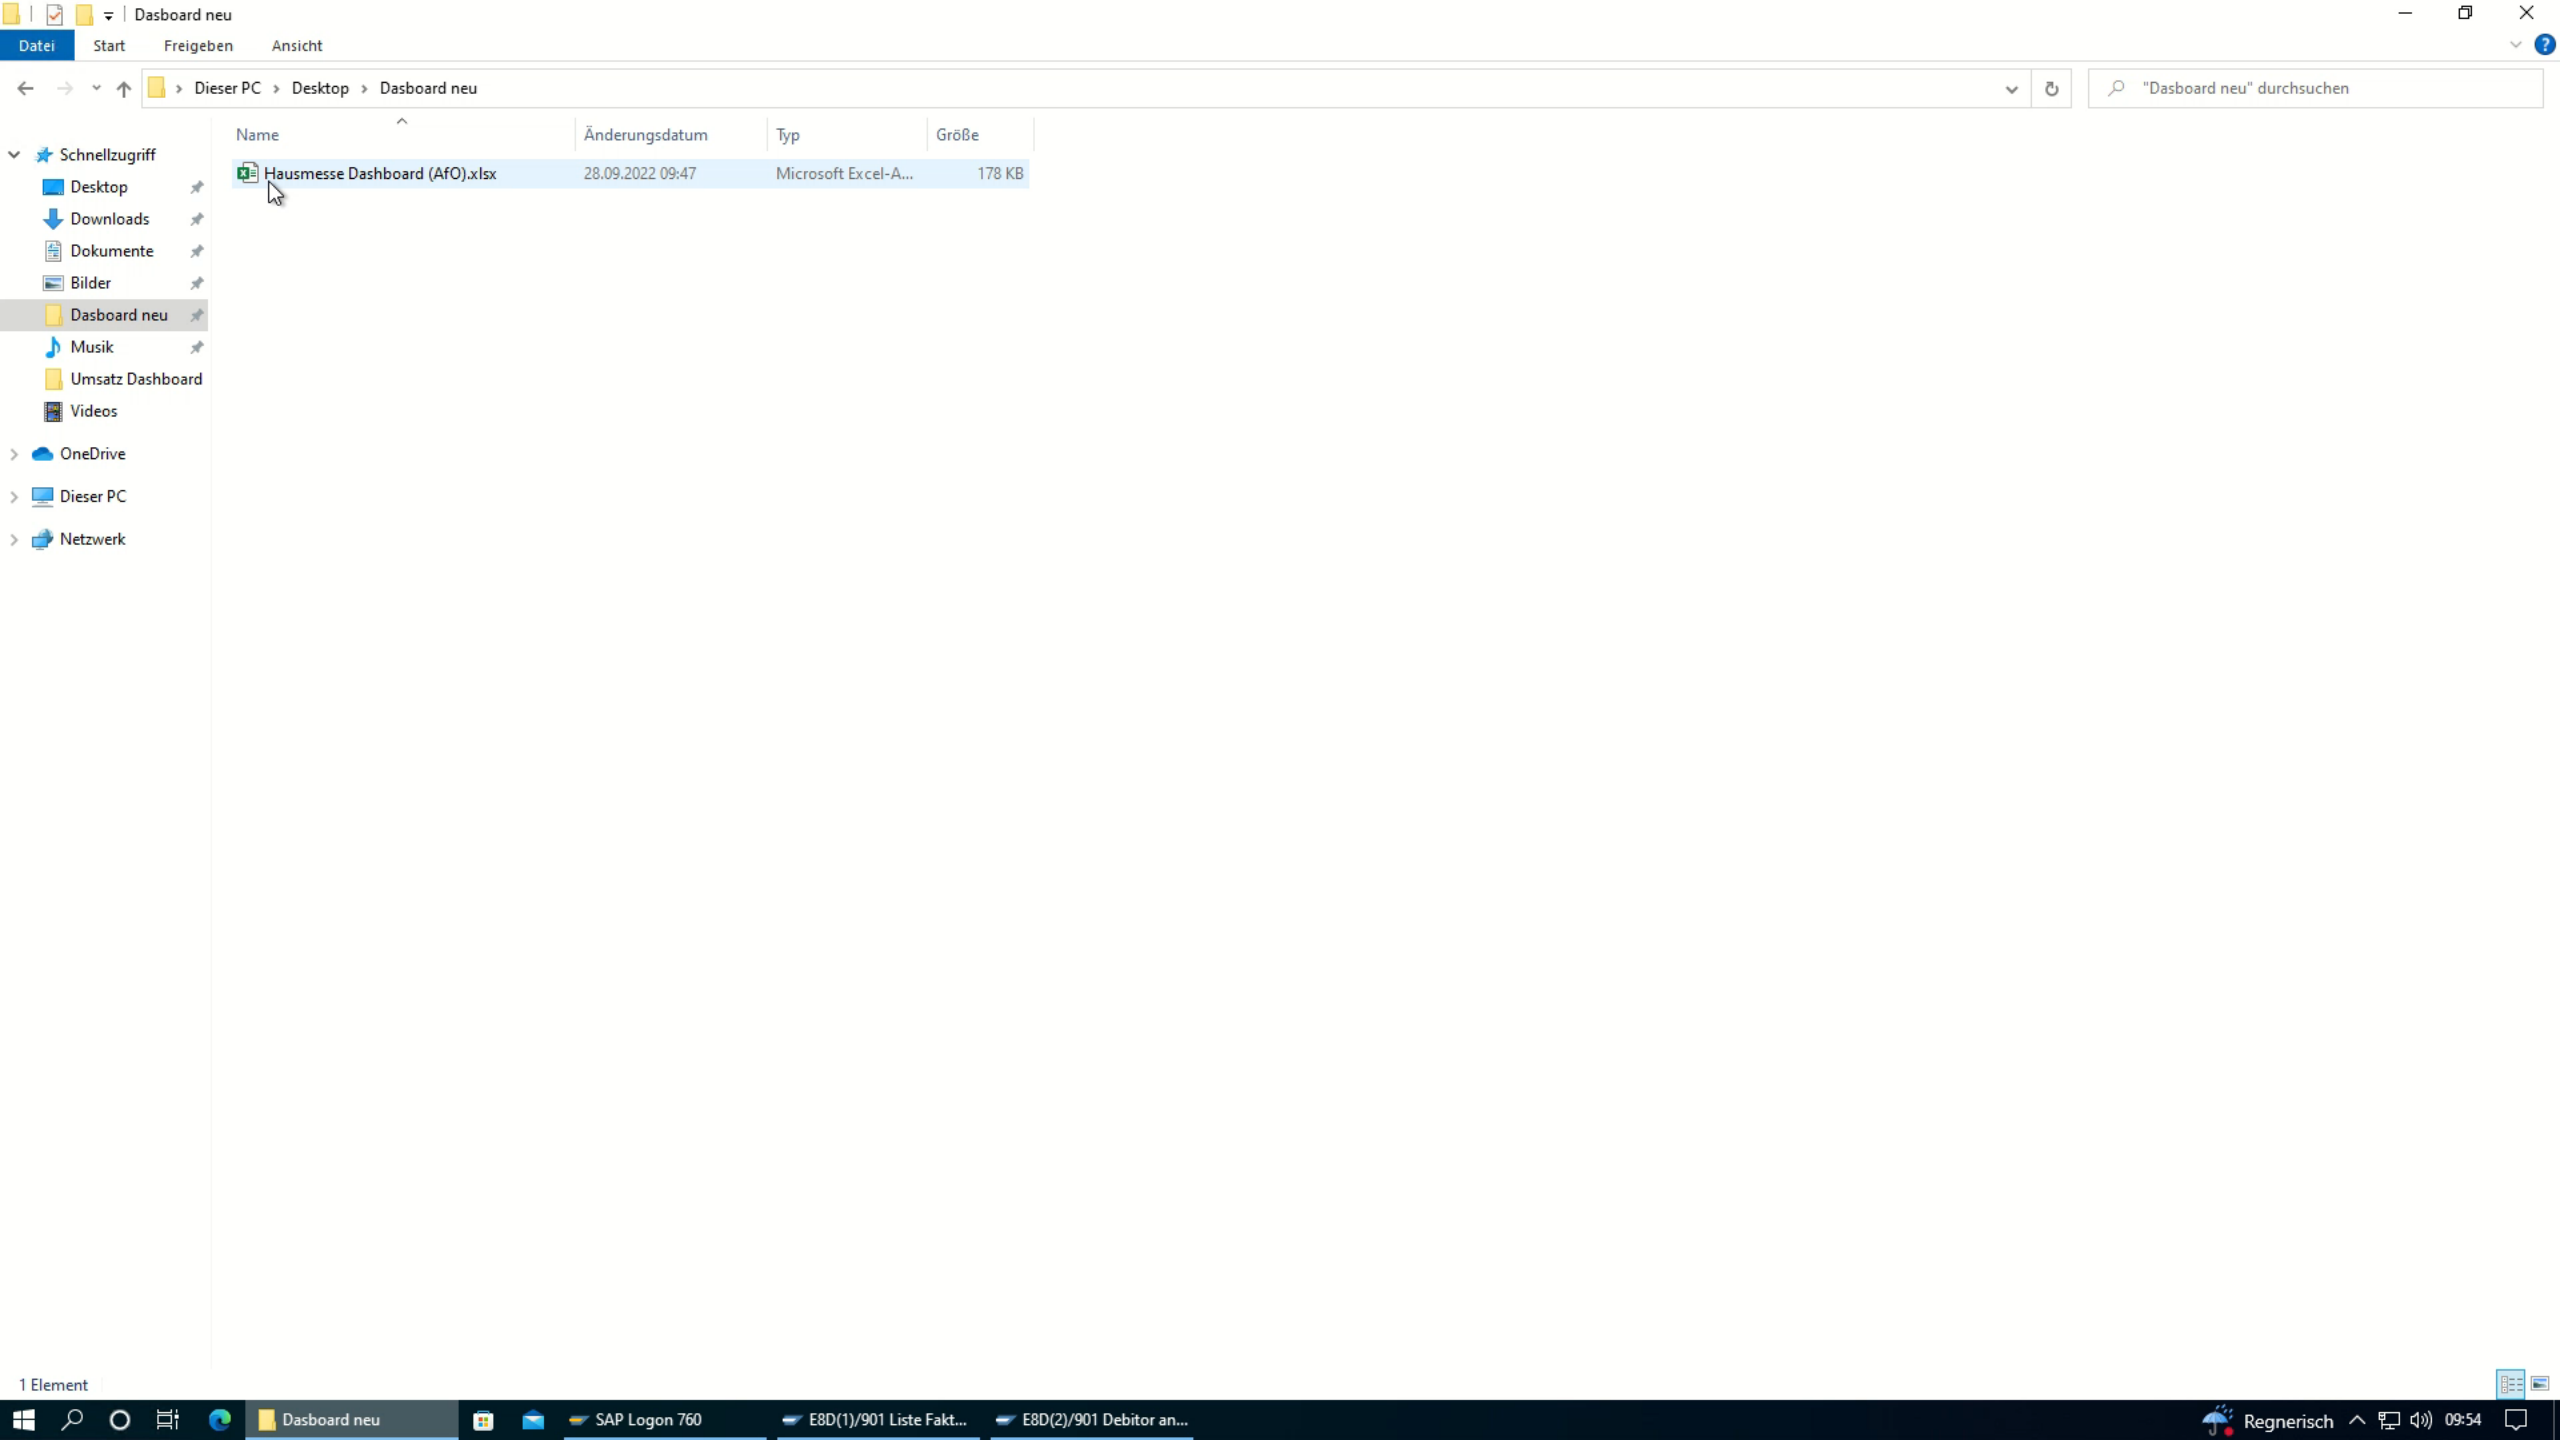 Dasboard neu
Datei Start Freigeben Ansicht
Dieser PC Desktop Dasboard neu "Dasboard neu" durchsuchen
Name Änderungsdatum Typ Größe
Schnellzugriff
Hausmesse Dashboard (AfO).xlsx 28.09.2022 09:47 Microsoft Excel-A... 178 KB
Desktop
Downloads
Dokumente
Bilder
Dasboard neu
Musik
Umsatz Dashboard
Videos
OneDrive
Dieser PC
Netzwerk
1 Element
Dasboard neu SAP Logon 760 E8D(1)/901 Liste Fakt... E8D(2)/901 Debitor an... Regnerisch 09:54